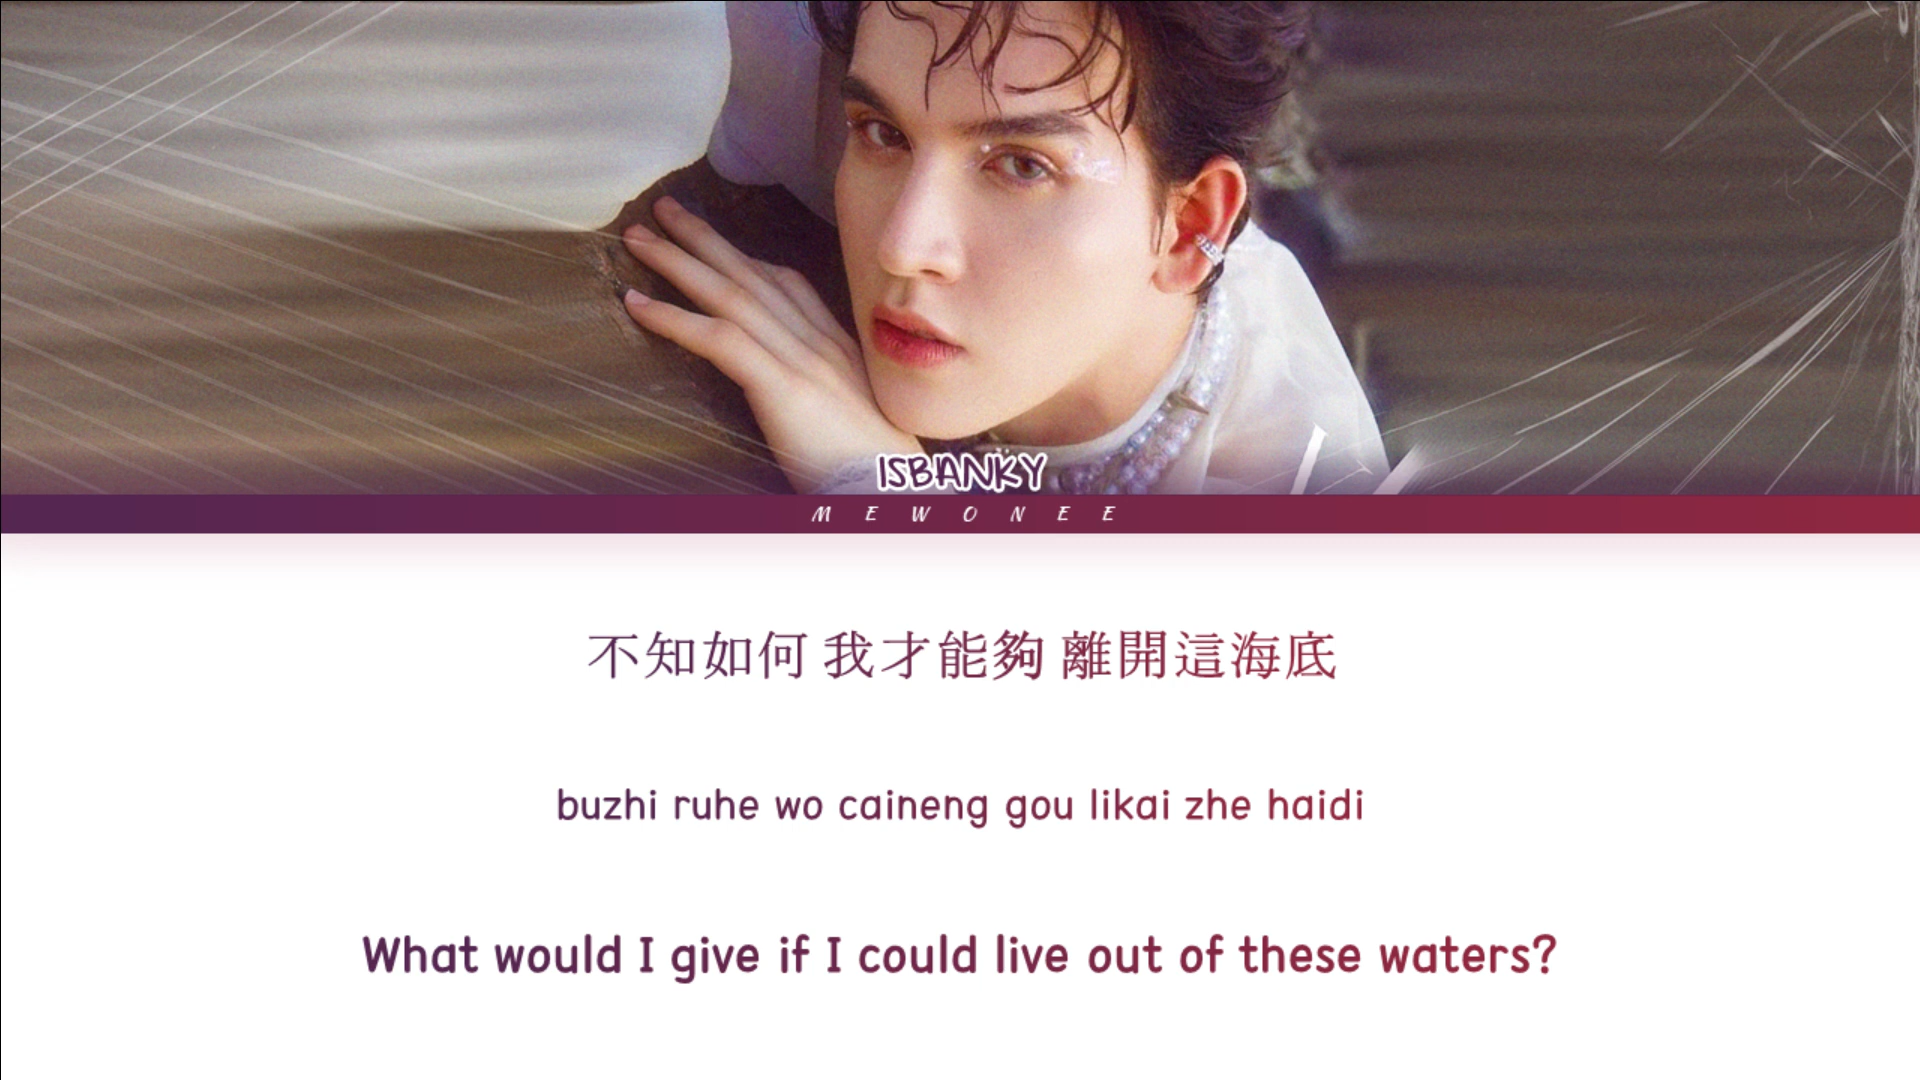 ISBANKY
MEWONEE
不知如何 我才能夠 離開這海底
buzhi ruhe wo caineng gou likai zhe haidi
What would I give if I could live out of these waters?